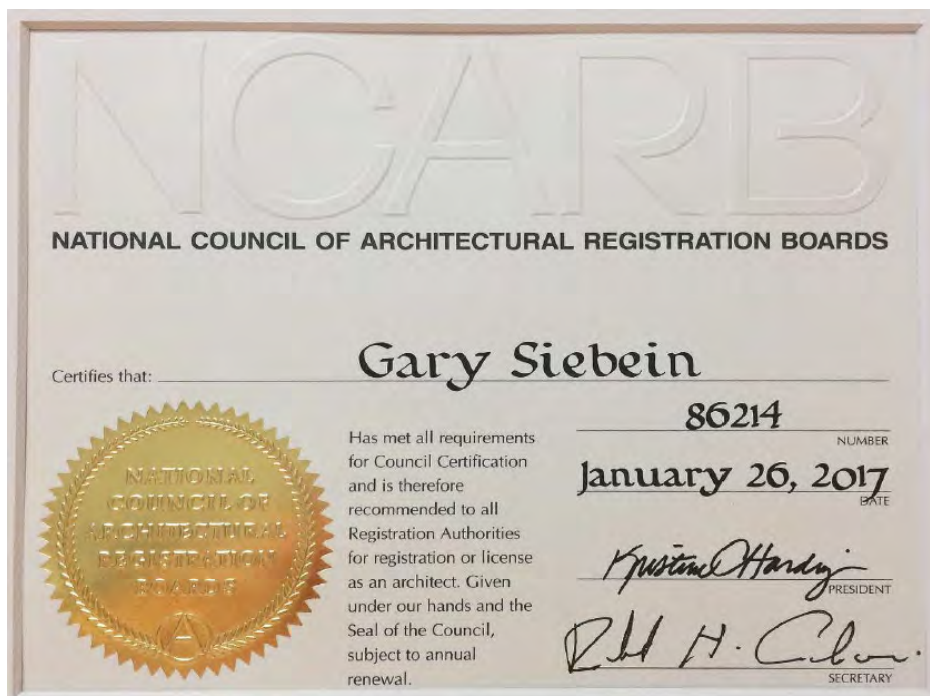 NCARB
NATIONAL COUNCIL OF ARCHITECTURAL REGISTRATION BOARDS
Certifies that: Gary Siebein
86214
NUMBER
January 26, 2017
DATE
Has met all requirements
for Council Certification
and is therefore
recommended to all
Registration Authorities
for registration or license
as an architect. Given
under our hands and the
Seal of the Council,
subject to annual
renewal.
NATIONAL
COUNCIL OF
ARCHITECTURAL
REGISTRATION
BOARDS
A
Kristine Harding
PRESIDENT
H.
SECRETARY